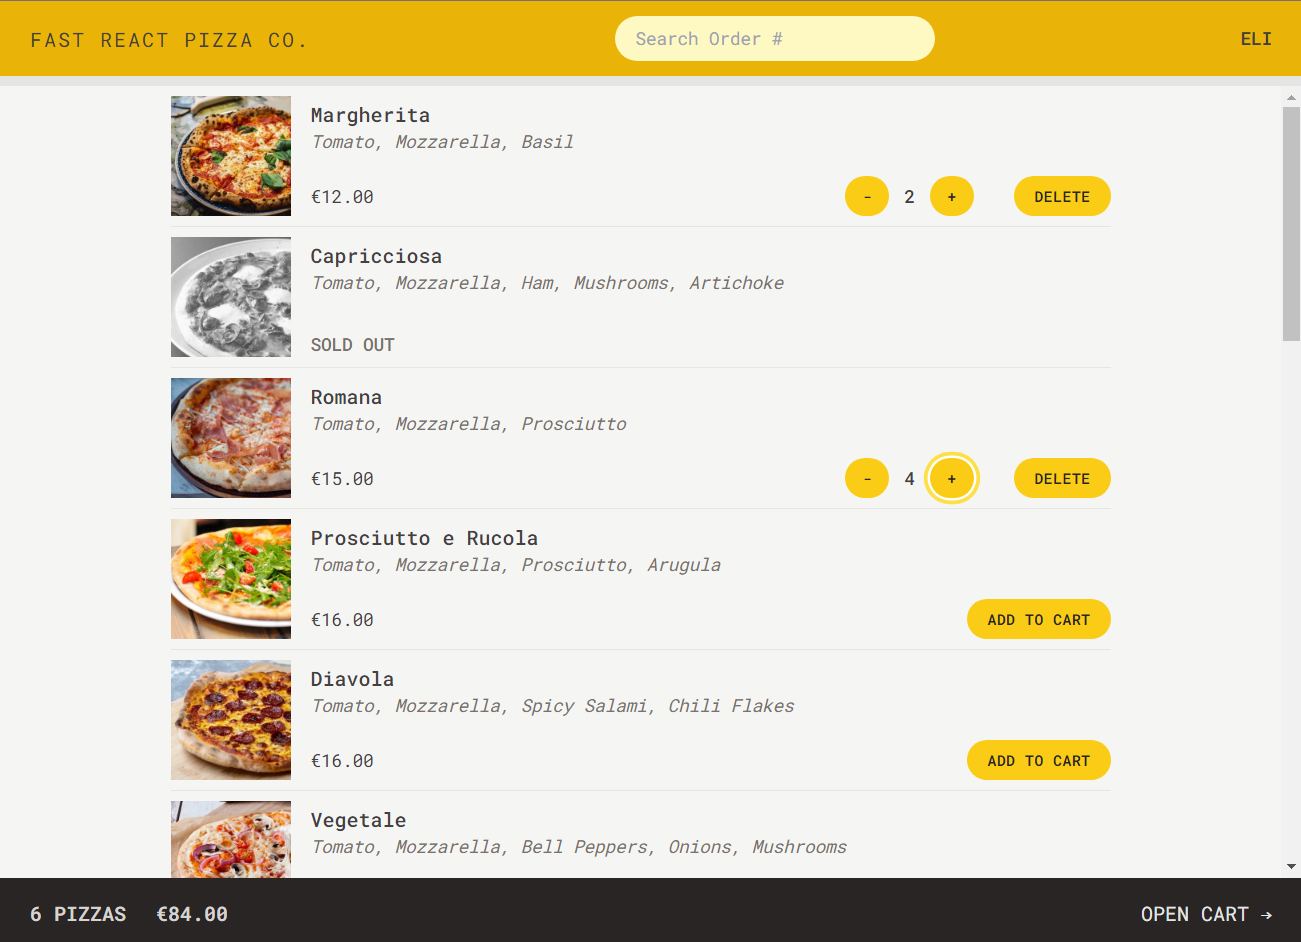 FAST REACT PIZZA CO.
Search Order #
ELI
Margherita
Tomato, Mozzarella, Basil
€12.00
- 2 + DELETE
Capricciosa
Tomato, Mozzarella, Ham, Mushrooms, Artichoke
SOLD OUT
Romana
Tomato, Mozzarella, Prosciutto
€15.00
- 4 + DELETE
Prosciutto e Rucola
Tomato, Mozzarella, Prosciutto, Arugula
€16.00
ADD TO CART
Diavola
Tomato, Mozzarella, Spicy Salami, Chili Flakes
€16.00
ADD TO CART
Vegetale
Tomato, Mozzarella, Bell Peppers, Onions, Mushrooms
6 PIZZAS €84.00
OPEN CART →